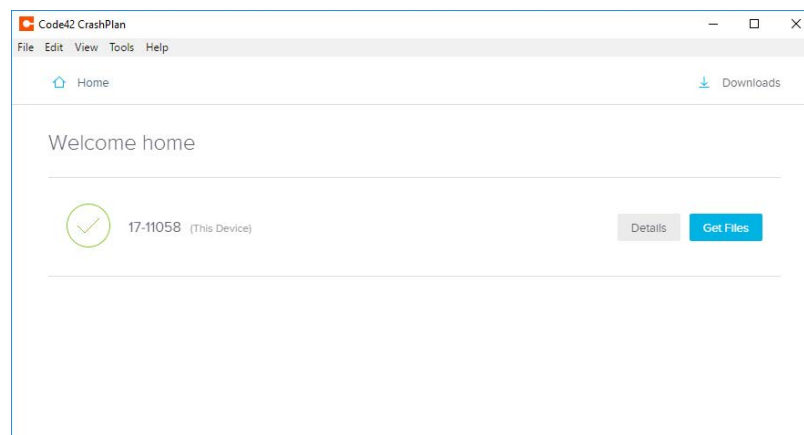 Code42 CrashPlan
File Edit View Tools Help
Home Downloads
Welcome home
17-11058 (This Device) Details Get Files